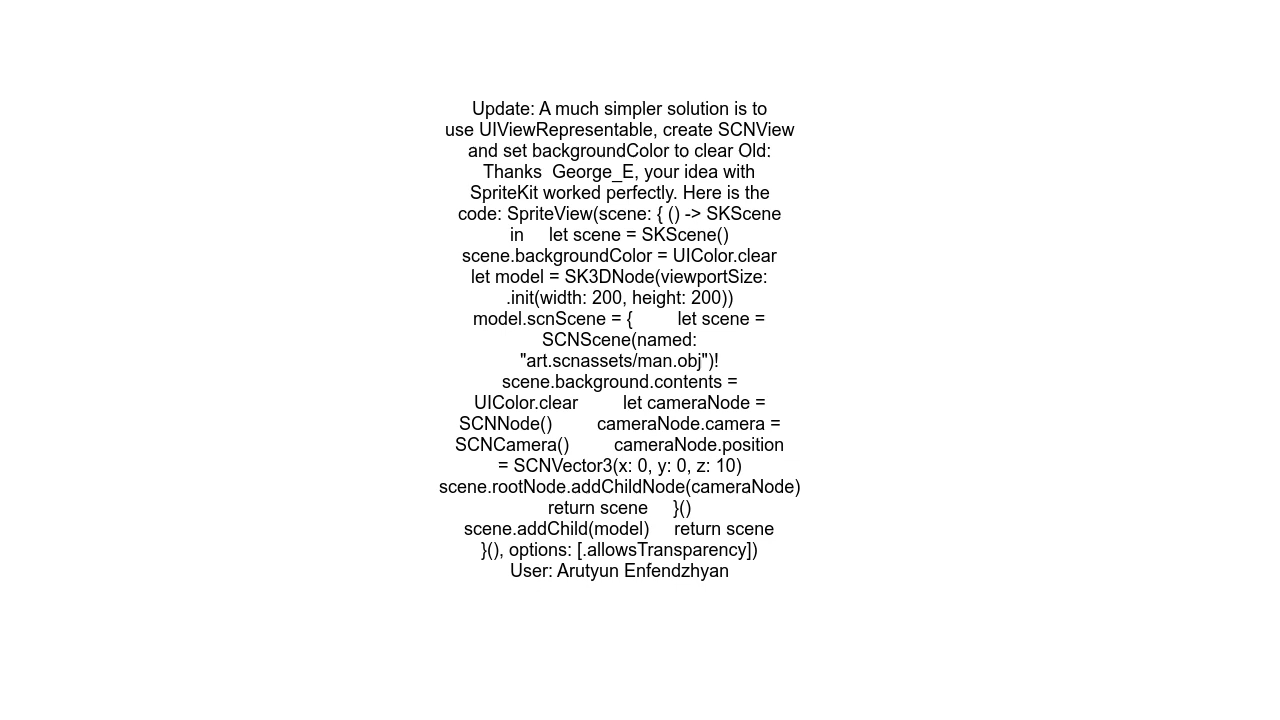 Update: A much simpler solution is to
use UIViewRepresentable, create SCNView
and set backgroundColor to clear Old:
Thanks  George_E, your idea with
SpriteKit worked perfectly. Here is the
code: SpriteView(scene: { () -> SKScene
in     let scene = SKScene()
scene.backgroundColor = UIColor.clear
let model = SK3DNode(viewportSize:
.init(width: 200, height: 200))
model.scnScene = {         let scene =
SCNScene(named:
"art.scnassets/man.obj")!
scene.background.contents =
UIColor.clear         let cameraNode =
SCNNode()         cameraNode.camera =
SCNCamera()         cameraNode.position
= SCNVector3(x: 0, y: 0, z: 10)
scene.rootNode.addChildNode(cameraNode)
return scene     }()
scene.addChild(model)     return scene
}(), options: [.allowsTransparency])
User: Arutyun Enfendzhyan